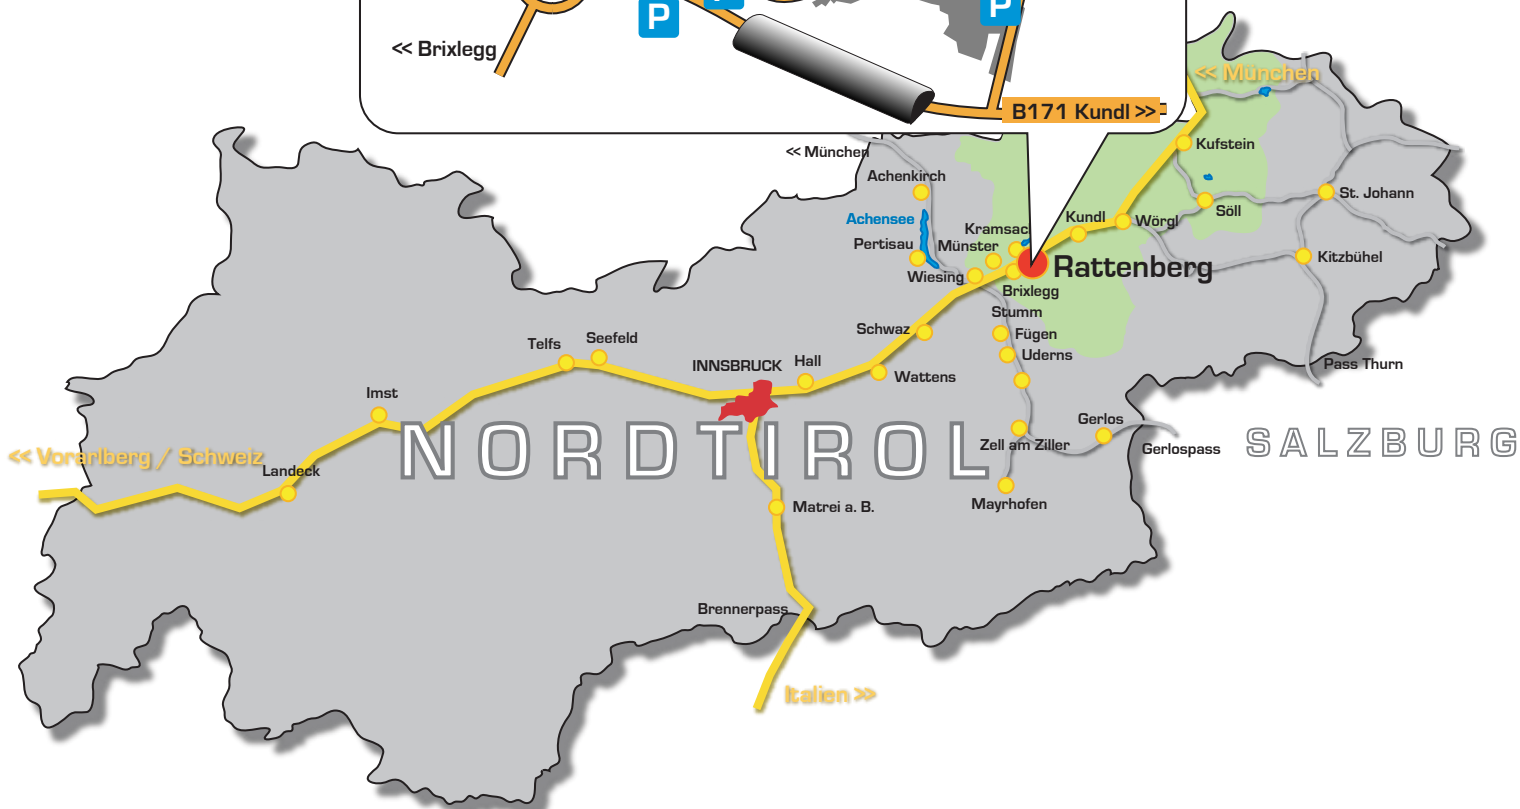 P
P
P
<< Brixlegg
B171 Kundl >>
<< München
<< München
Kufstein
Achenkirch
St. Johann
Söll
Achensee
Kundl
Wörgl
Kramsac
Pertisau
Münster
Kitzbühel
Rattenberg
Wiesing
Brixlegg
Stumm
Schwaz
Fügen
Uderns
Telfs
Seefeld
INNSBRUCK
Hall
Wattens
Pass Thurn
Imst
Gerlos
NORDTIROL
Zell am Ziller
Gerlospass
SALZBURG
<< Vorarlberg / Schweiz
Landeck
Mayrhofen
Matrei a. B.
Brennerpass
Italien >>